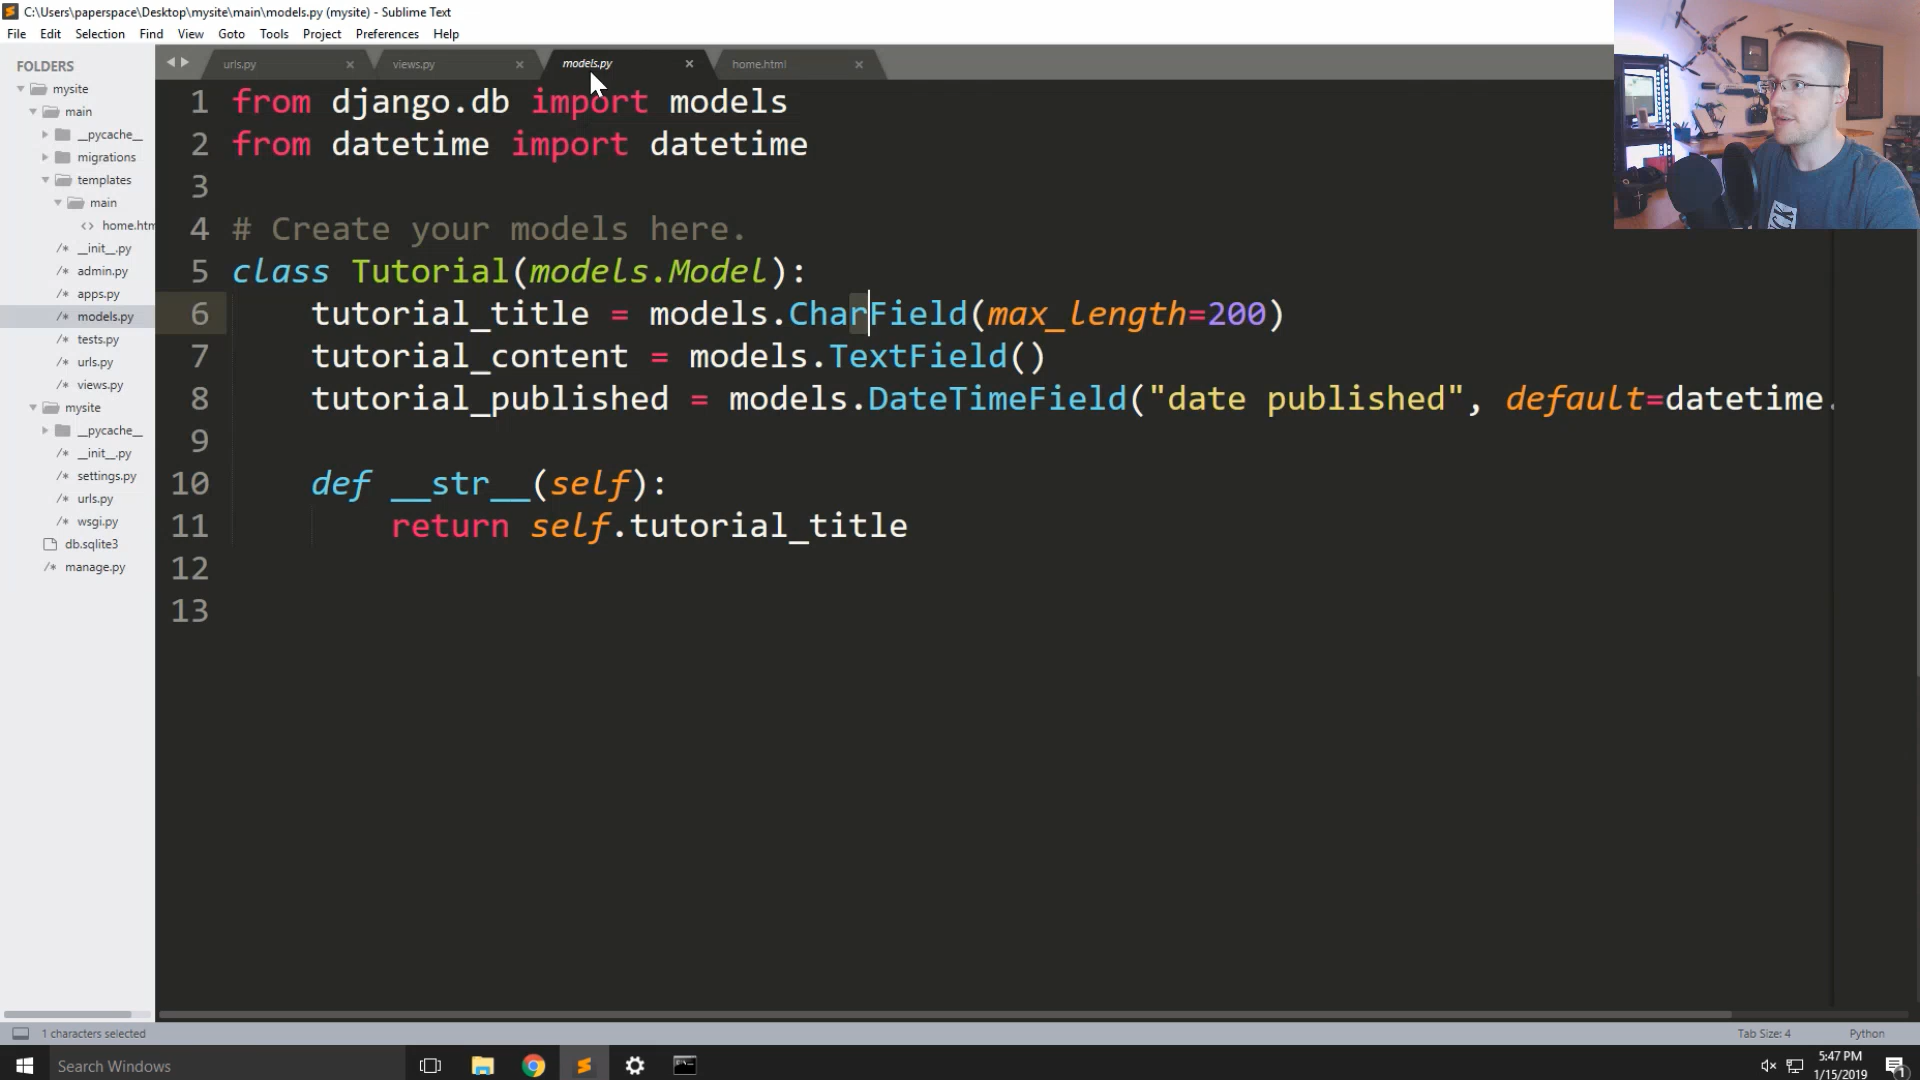 C:\Users\paperspace\Desktop\mysite\main\models.py (mysite) - Sublime Text
File Edit Selection Find View Goto Tools Project Preferences Help
FOLDERS
mysite
main
__pycache__
migrations
templates
main
home.htm
__init__.py
admin.py
apps.py
models.py
tests.py
urls.py
views.py
mysite
__pycache__
__init__.py
settings.py
urls.py
wsgi.py
db.sqlite3
manage.py
urls.py views.py models.py home.html
1 from django.db import models
2 from datetime import datetime
3
4 # Create your models here.
5 class Tutorial(models.Model):
6 tutorial_title = models.CharField(max_length=200)
7 tutorial_content = models.TextField()
8 tutorial_published = models.DateTimeField("date published", default=datetime.
9
10 def __str__(self):
11 return self.tutorial_title
12
13
1 characters selected
Tab Size: 4 Python
Search Windows
5:47 PM
1/15/2019
1